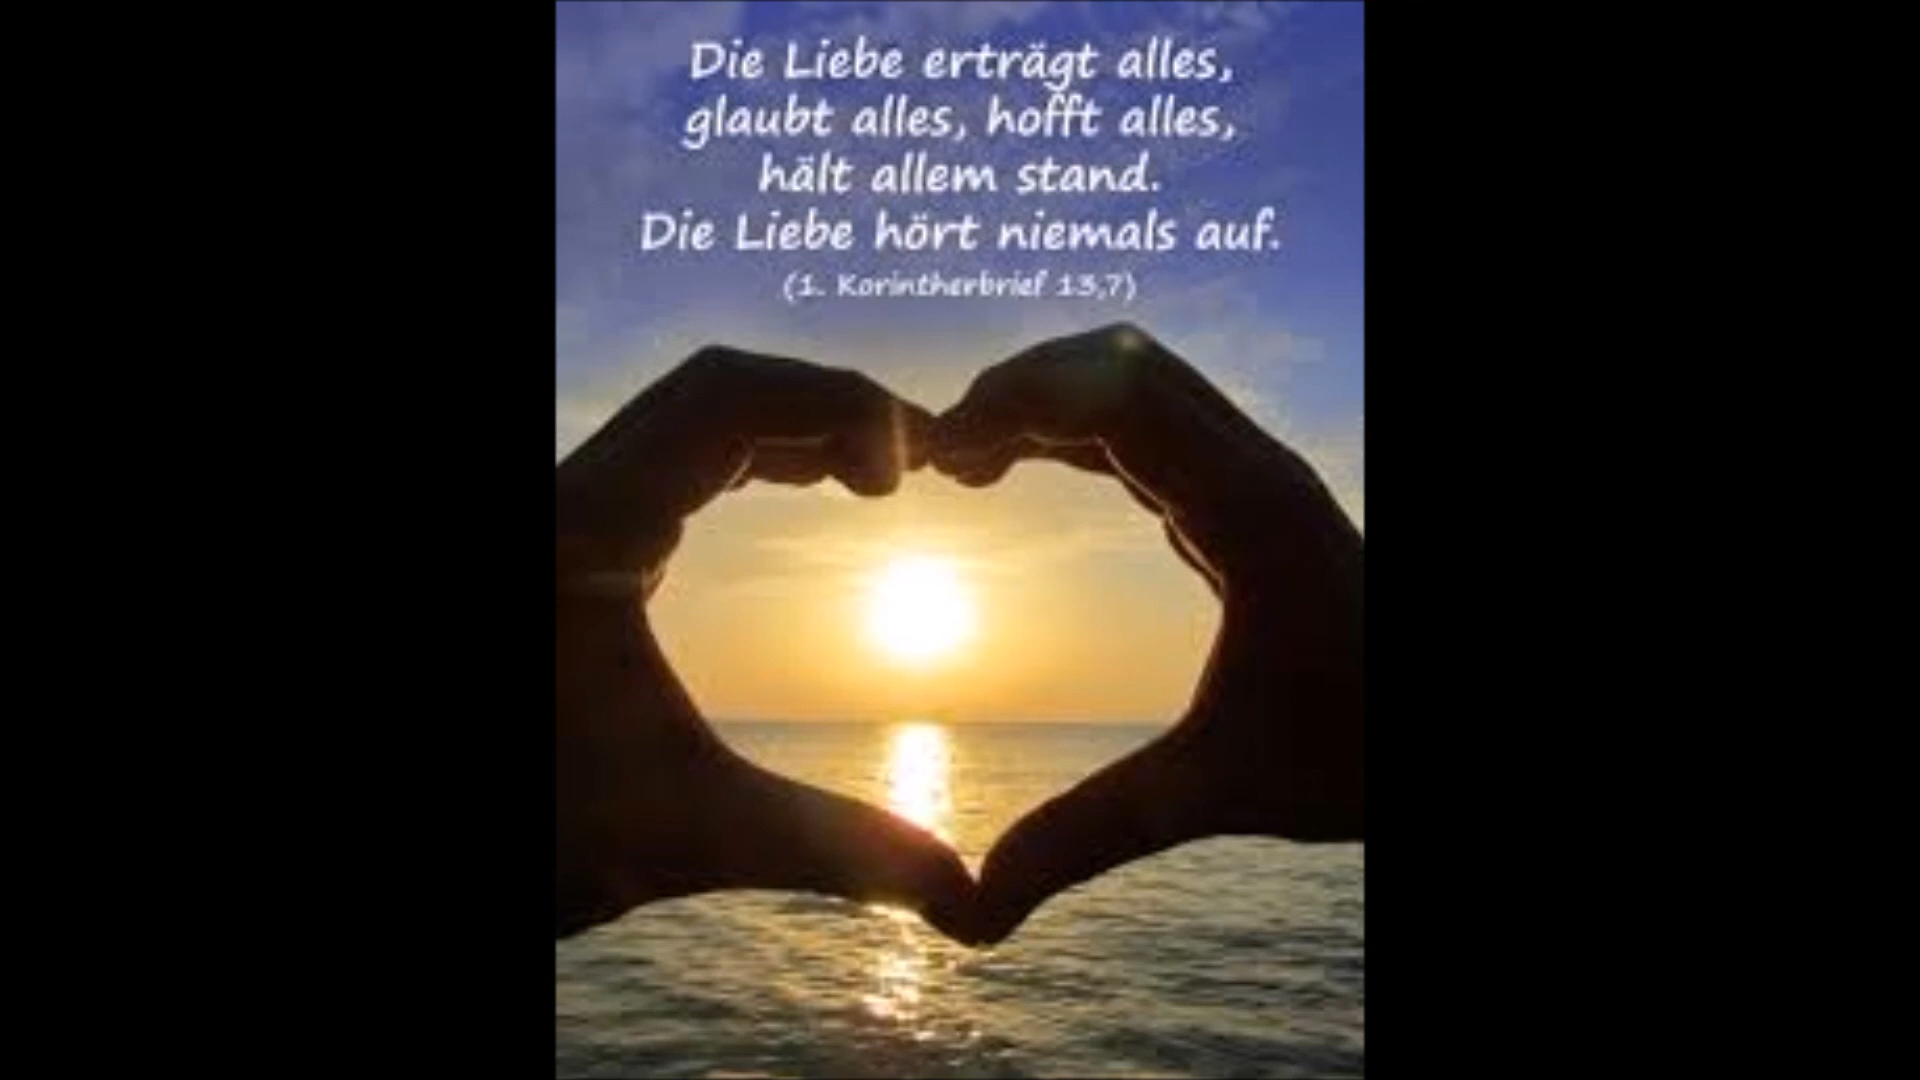 Die Liebe erträgt alles,
glaubt alles, hofft alles,
hält allem stand.
Die Liebe hört niemals auf.
(1. Korintherbrief 13,7)